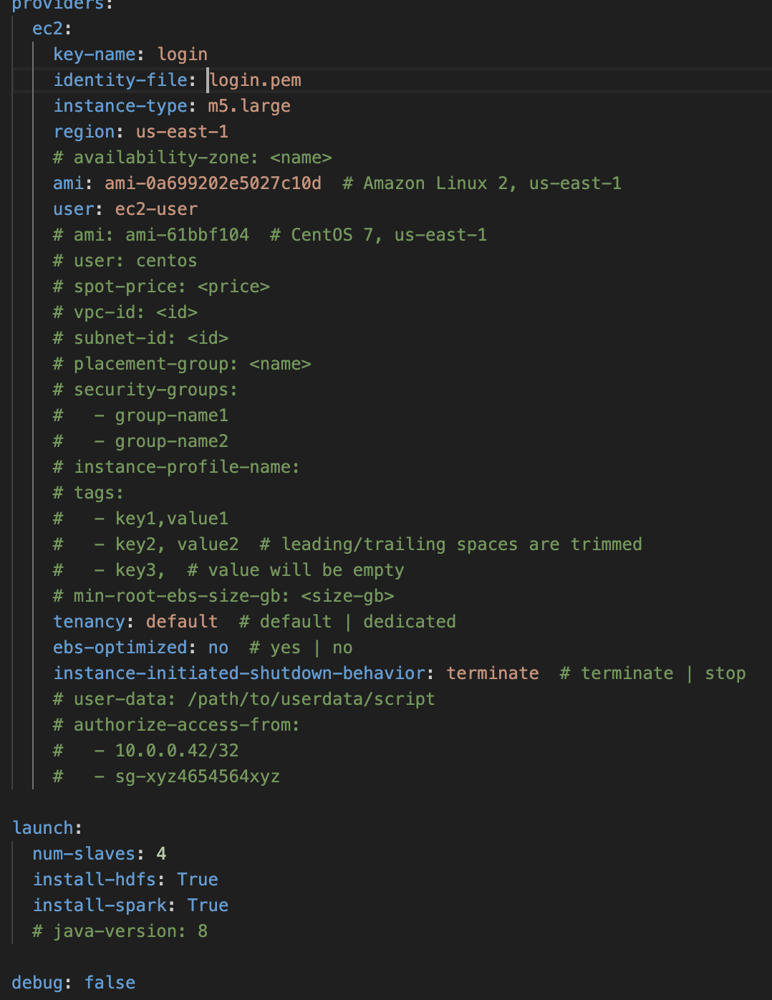 providers:
  ec2:
    key-name: login
    identity-file: login.pem
    instance-type: m5.large
    region: us-east-1
    # availability-zone: <name>
    ami: ami-0a699202e5027c10d  # Amazon Linux 2, us-east-1
    user: ec2-user
    # ami: ami-61bbf104  # CentOS 7, us-east-1
    # user: centos
    # spot-price: <price>
    # vpc-id: <id>
    # subnet-id: <id>
    # placement-group: <name>
    # security-groups:
    #   - group-name1
    #   - group-name2
    # instance-profile-name:
    # tags:
    #   - key1,value1
    #   - key2, value2  # leading/trailing spaces are trimmed
    #   - key3,  # value will be empty
    # min-root-ebs-size-gb: <size-gb>
    tenancy: default  # default | dedicated
    ebs-optimized: no  # yes | no
    instance-initiated-shutdown-behavior: terminate  # terminate | stop
    # user-data: /path/to/userdata/script
    # authorize-access-from:
    #   - 10.0.0.42/32
    #   - sg-xyz4654564xyz

launch:
  num-slaves: 4
  install-hdfs: True
  install-spark: True
  # java-version: 8

debug: false